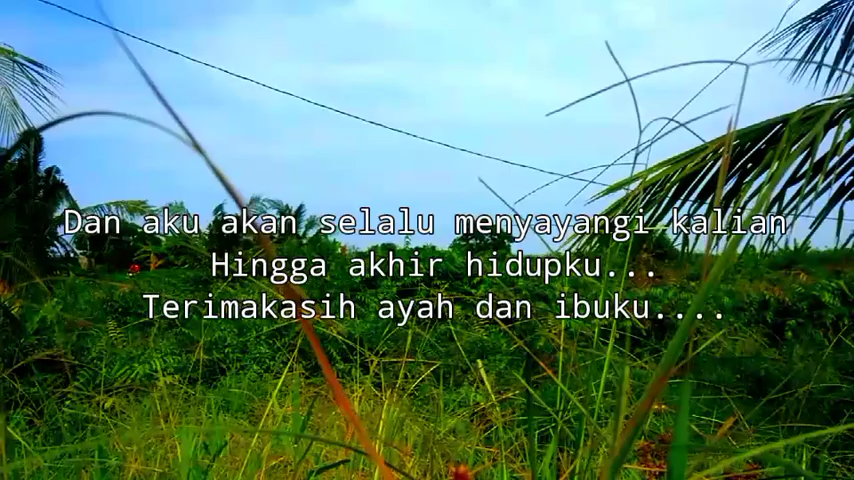 Dan aku akan selalu menyayangi kalian
Hingga akhir hidupku...
Terimakasih ayah dan ibuku....